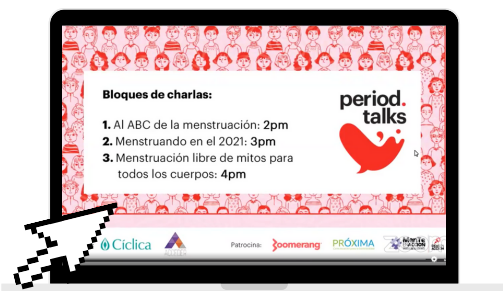 Bloques de charlas:
period.
talks
1. Al ABC de la menstruación: 2pm
2. Menstruando en el 2021: 3pm
3. Menstruación libre de mitos para
todos los cuerpos: 4pm
Cíclica
Patrocina:
Boomerang
PRÓXIMA